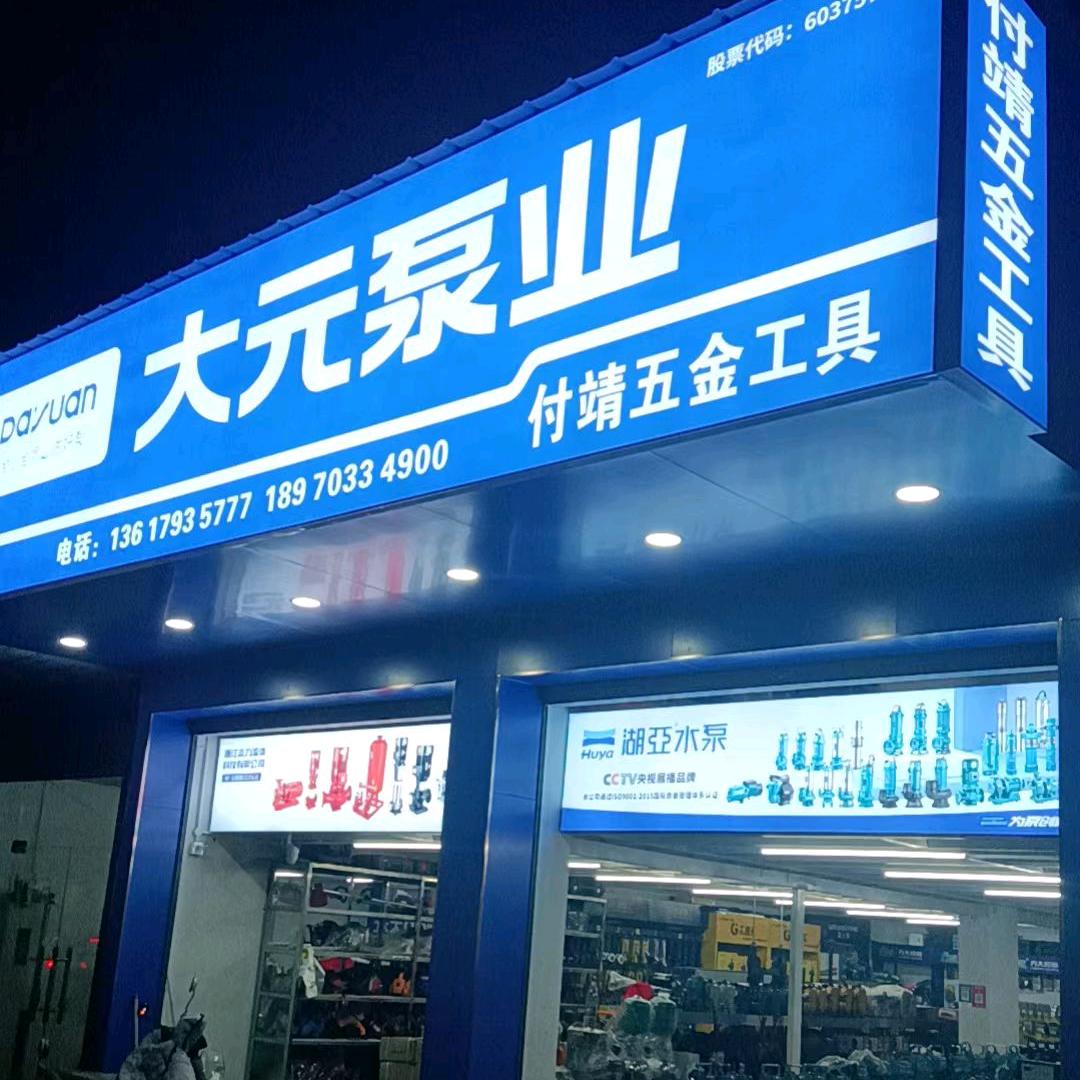 股票代码：60375
DAYUAN
大元泵业
付靖五金工具
电话：136 1793 5777 189 7033 4900
付靖五金工具
Huya 湖亞水泵
CCTV央视展播品牌